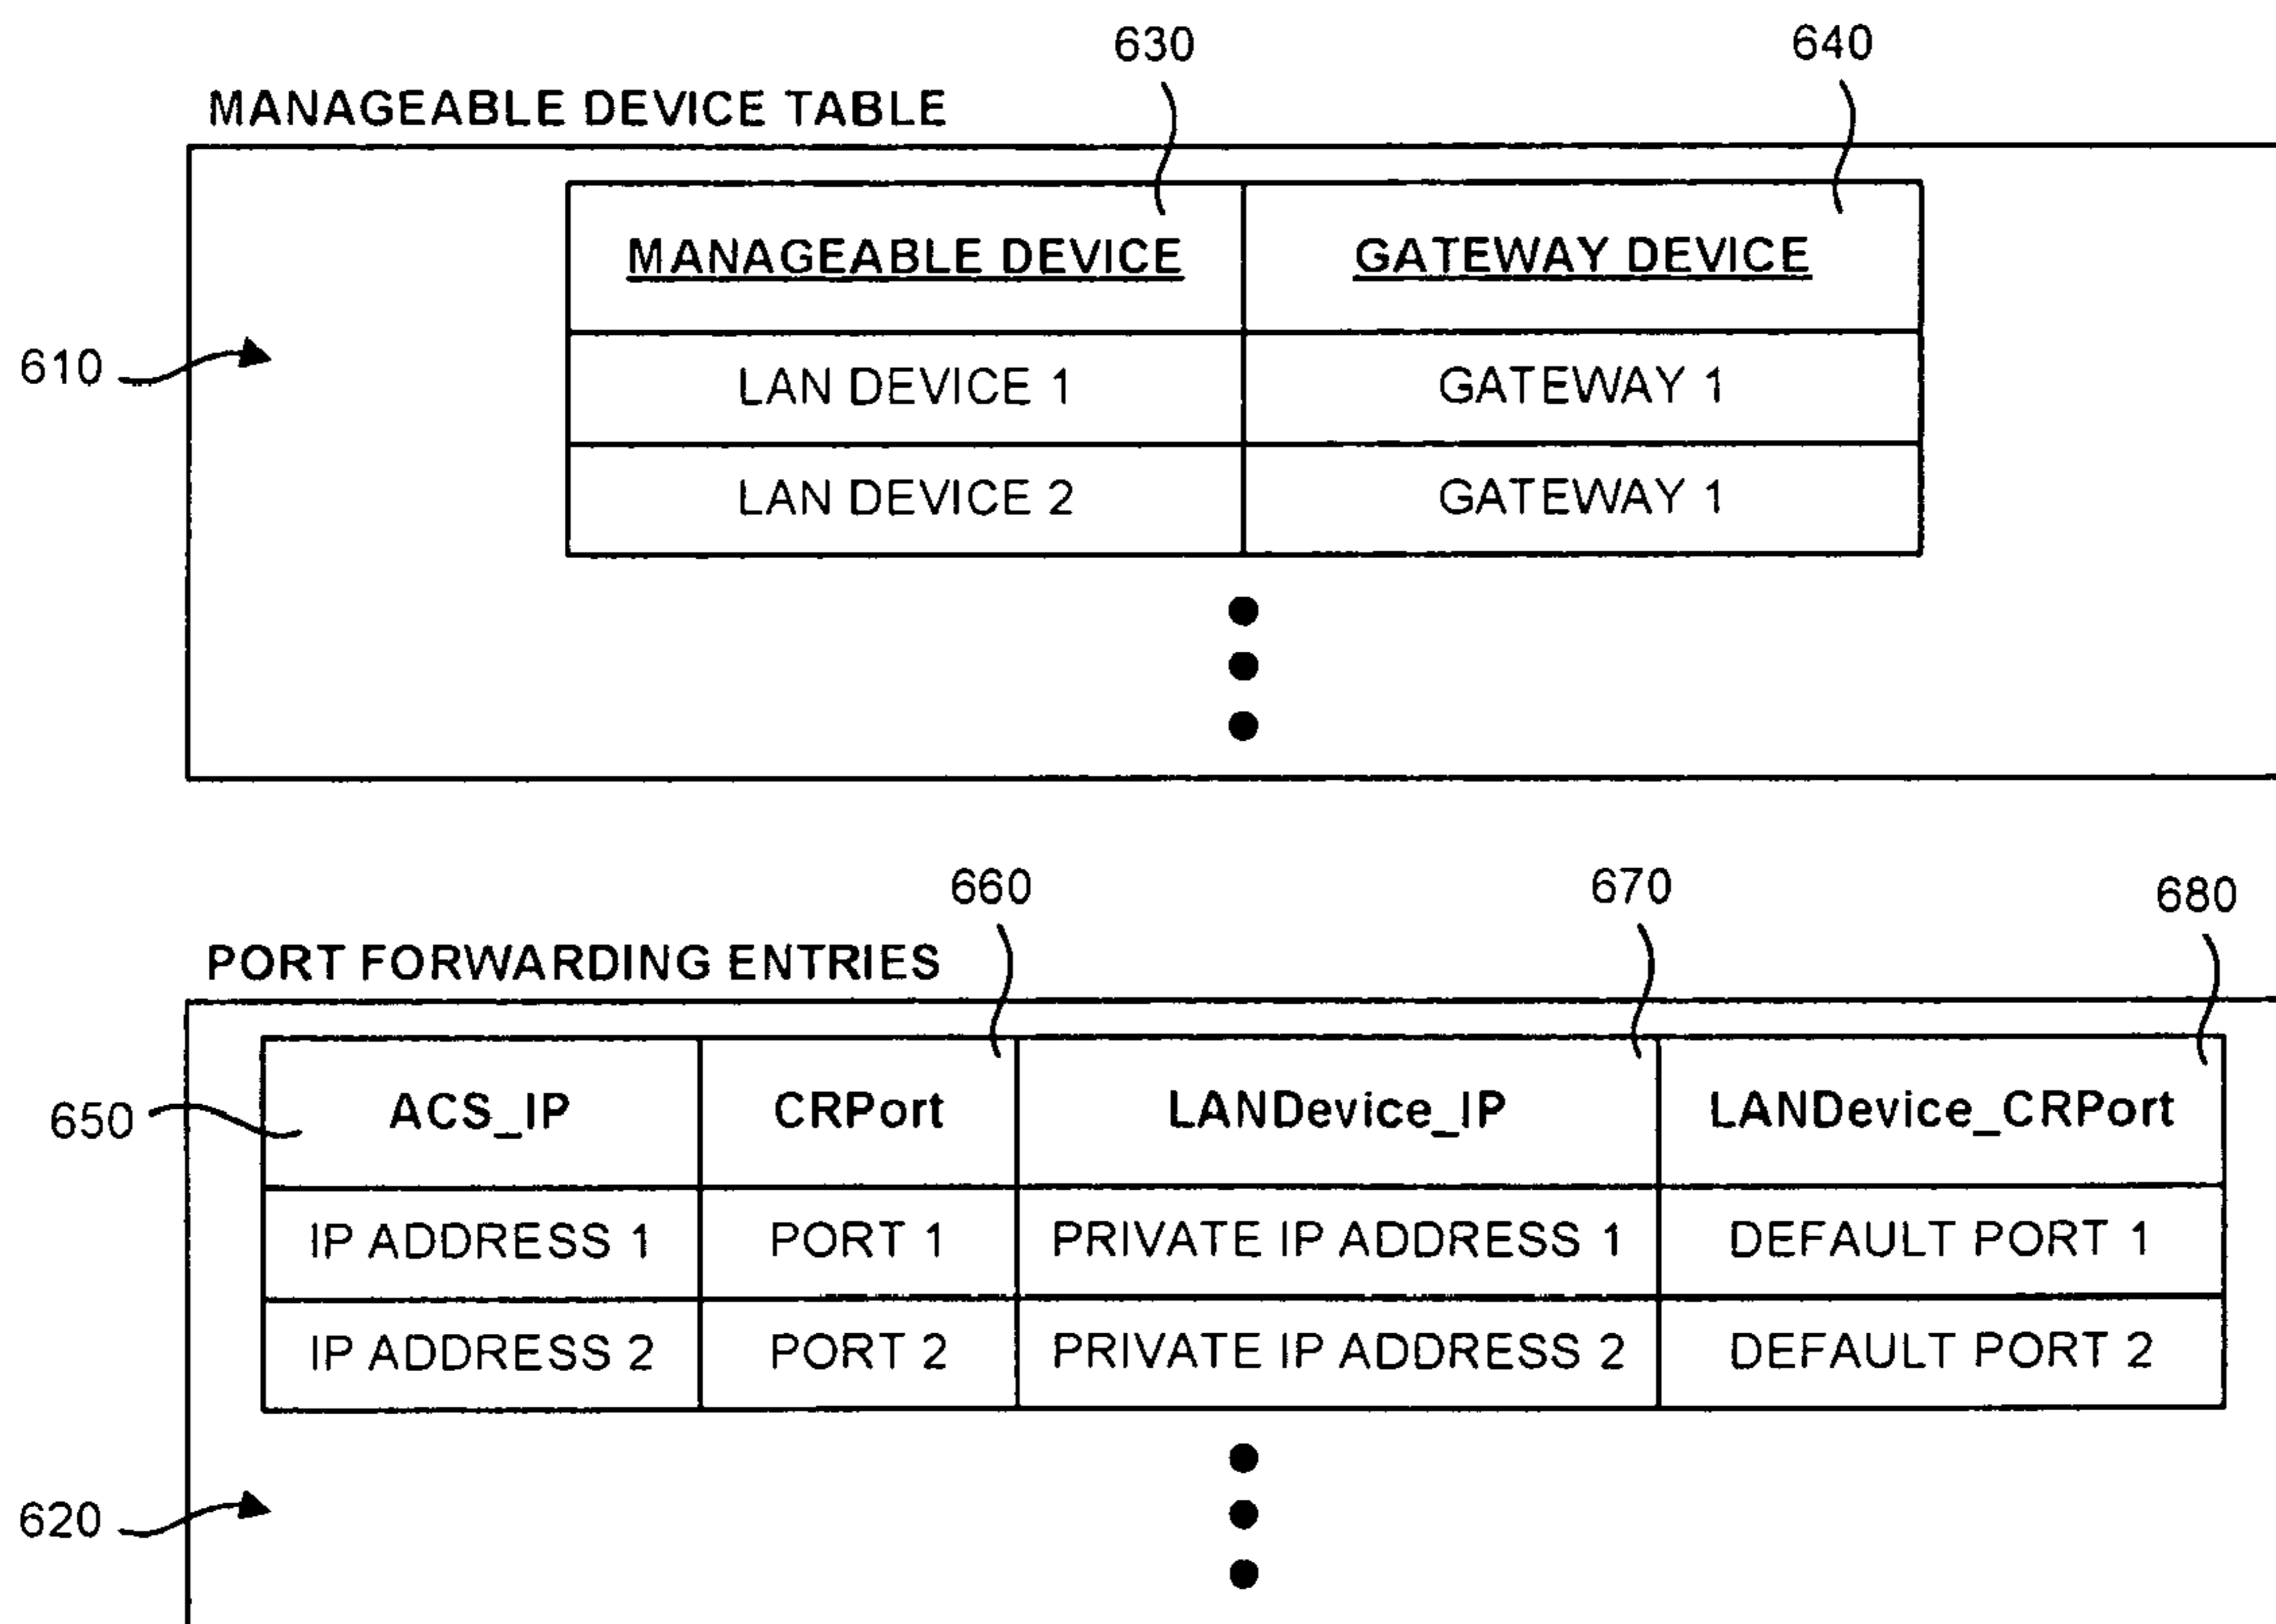 630 640
MANAGEABLE DEVICE TABLE
MANAGEABLE DEVICE GATEWAY DEVICE
610
LAN DEVICE 1 GATEWAY 1
LAN DEVICE 2 GATEWAY 1
660 670 680
PORT FORWARDING ENTRIES
650 ACS_IP CRPort LANDevice_IP LANDevice_CRPort
IP ADDRESS 1 PORT 1 PRIVATE IP ADDRESS 1 DEFAULT PORT 1
IP ADDRESS 2 PORT 2 PRIVATE IP ADDRESS 2 DEFAULT PORT 2
620